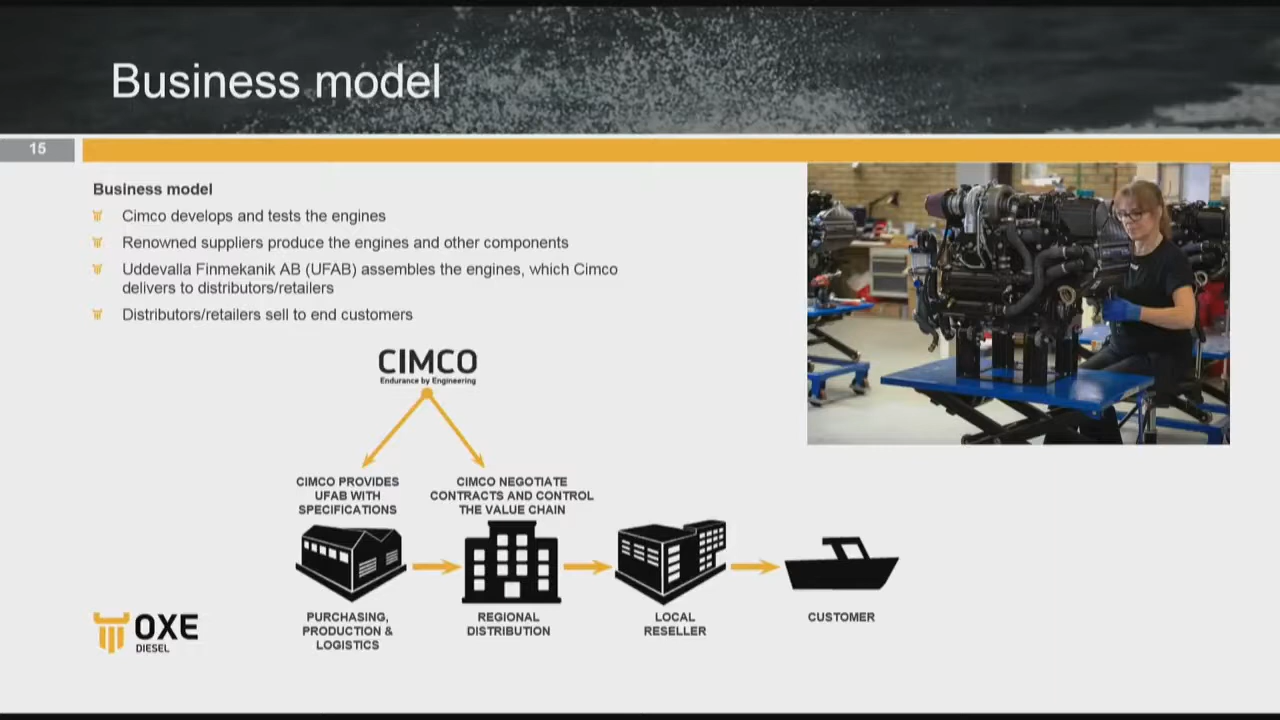 Business model
15
Business model
Cimco develops and tests the engines
Renowned suppliers produce the engines and other components
Uddevalla Finmekanik AB (UFAB) assembles the engines, which Cimco
delivers to distributors/retailers
Distributors/retailers sell to end customers
CIMCO
Endurance by Engineering
CIMCO PROVIDES
UFAB WITH
SPECIFICATIONS
CIMCO NEGOTIATE
CONTRACTS AND CONTROL
THE VALUE CHAIN
PURCHASING,
PRODUCTION &
LOGISTICS
REGIONAL
DISTRIBUTION
LOCAL
RESELLER
CUSTOMER
OXE
DIESEL